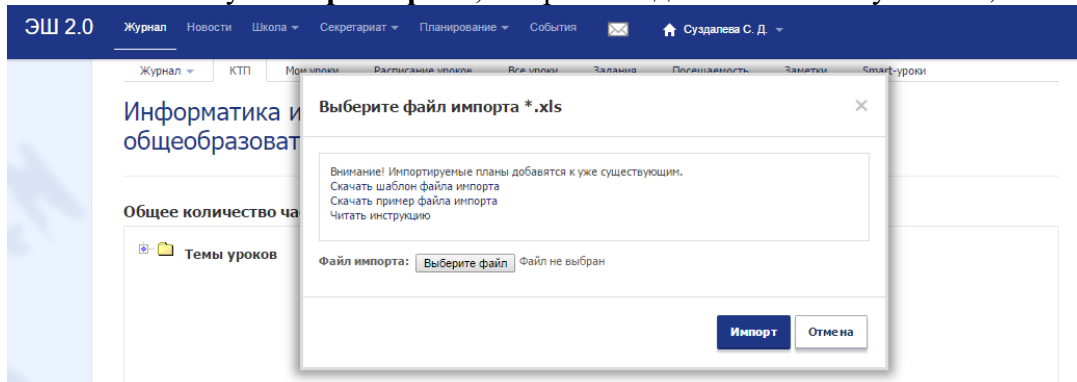 ЭШ 2.0 Журнал Новости Школа Секретариат Планирование События Суздалева С. Д.
Журнал КТП Мои уроки Расписание уроков Все уроки Задания Посещаемость Заметки Smart-уроки
Информатика и
общеобразоват
Выберите файл импорта *.xls
Внимание! Импортируемые планы добавятся к уже существующим.
Скачать шаблон файла импорта
Скачать пример файла импорта
Читать инструкцию
Общее количество ча
Темы уроков
Файл импорта: Выберите файл Файл не выбран
Импорт Отмена